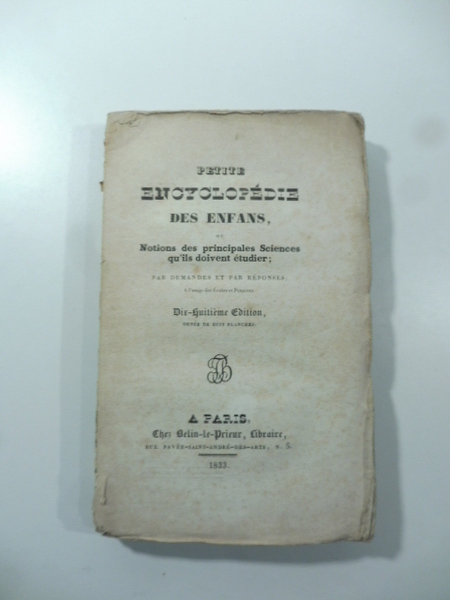 PETITE
ENCYCLOPÉDIE
DES ENFANS,
OU
Notions des principales Sciences
qu'ils doivent étudier;
PAR DEMANDES ET PAR RÉPONSES.
Dix-huitième Édition,
ORNÉE DE HUIT PLANCHES.
A PARIS,
Chez Belin-le-Prieur, Libraire,
RUE PAVÉE-SAINT-ANDRÉ-DES-ARTS, N. 5.